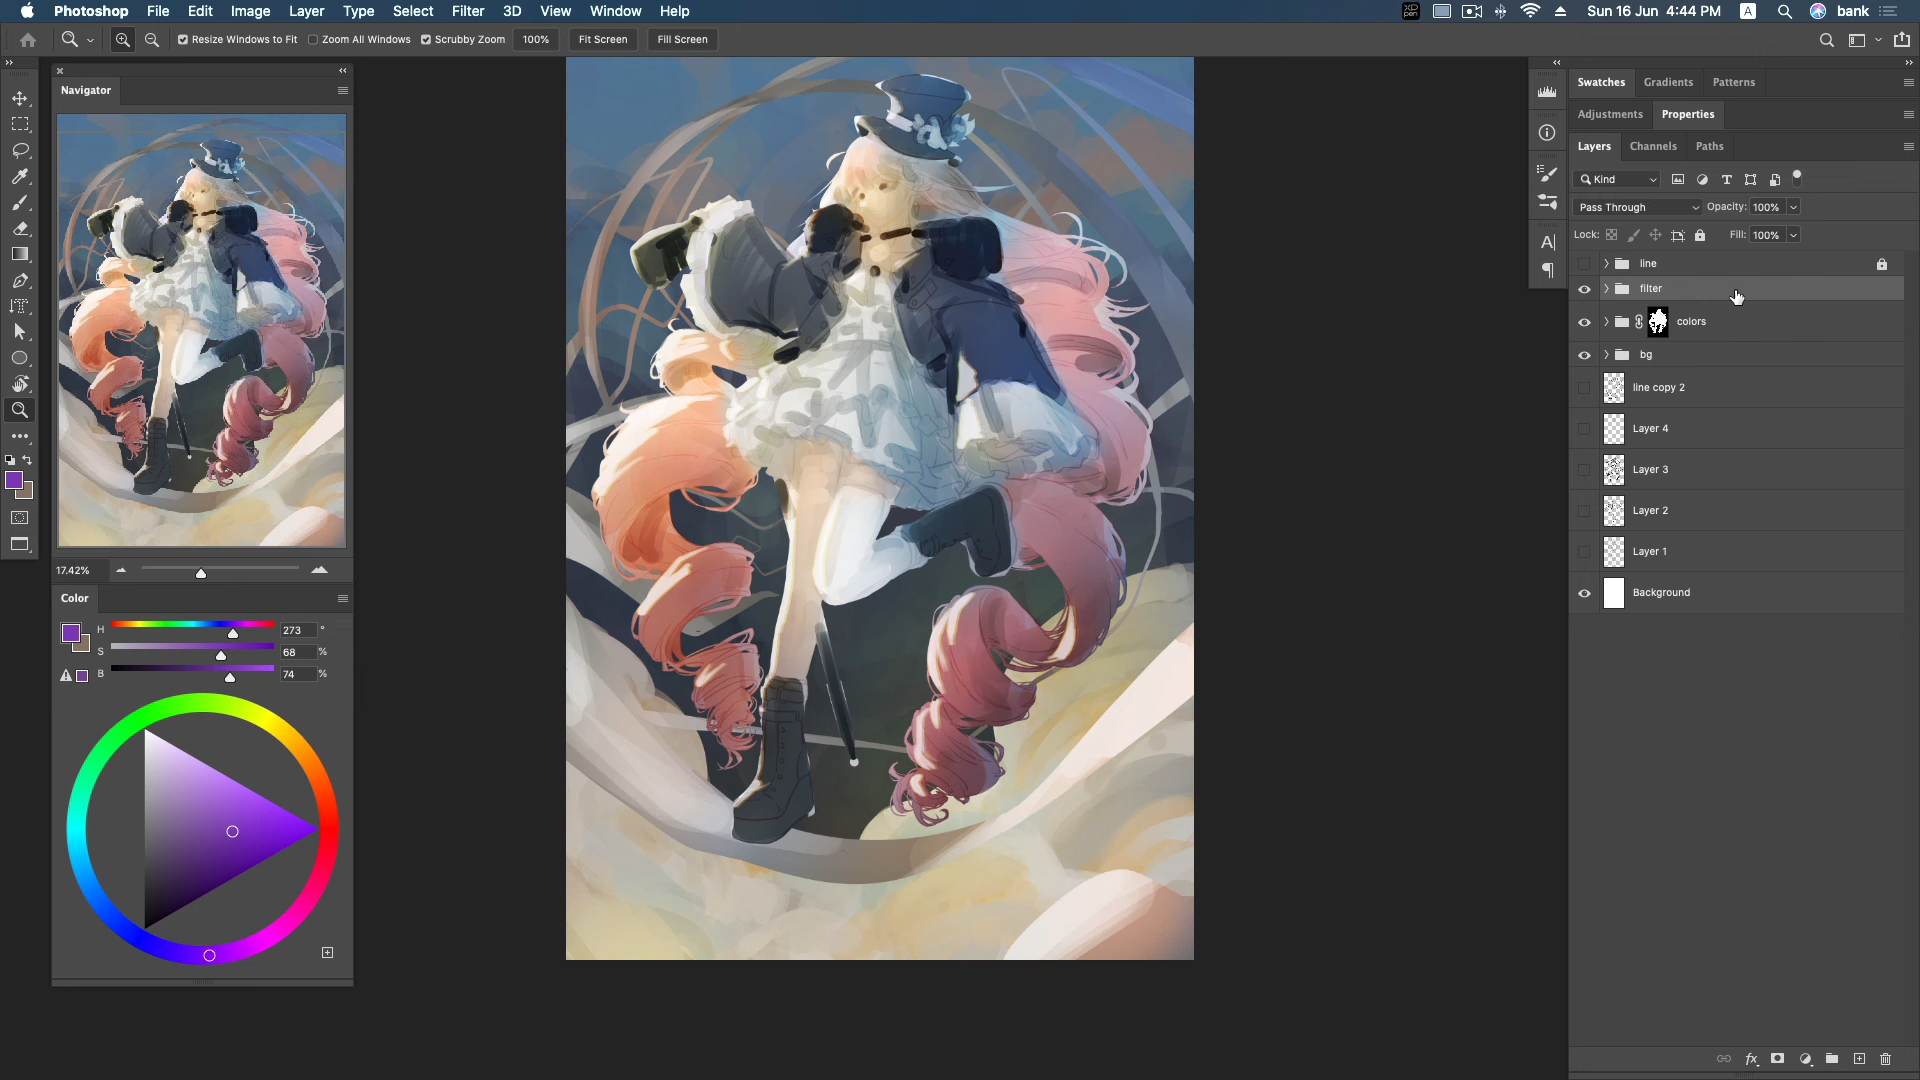 Photoshop File Edit Image Layer Type Select Filter 3D View Window Help
XP pen
Sun 16 Jun 4:44 PM A bank
Resize Windows to Fit Zoom All Windows Scrubby Zoom 100% Fit Screen Fill Screen
Navigator
17.42%
Color
H 273 °
S 68 %
B 74 %
Swatches Gradients Patterns
Adjustments Properties
Layers Channels Paths
Kind
Pass Through Opacity: 100%
Lock: Fill: 100%
line
filter
colors
bg
line copy 2
Layer 4
Layer 3
Layer 2
Layer 1
Background
fx